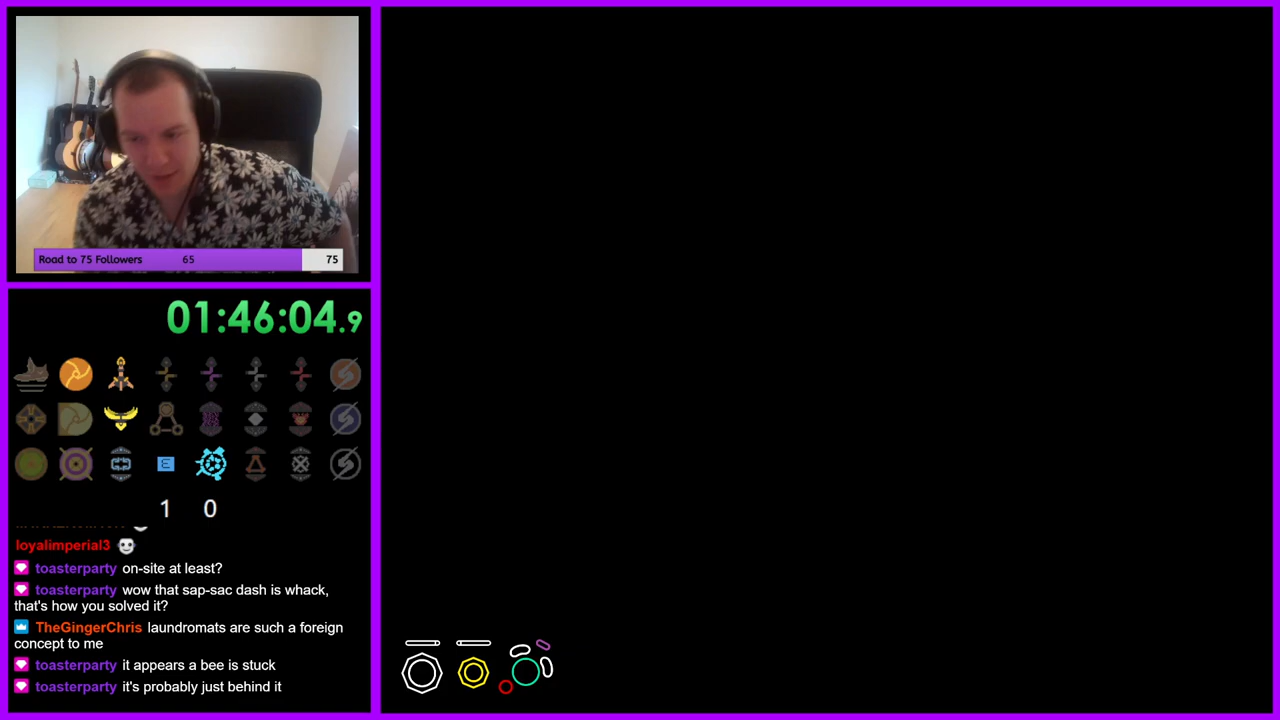 Road to 75 Followers 65 75
01:46:04.9
1 0
loyalimperial3
toasterparty on-site at least?
toasterparty wow that sap-sac dash is whack,
that's how you solved it?
TheGingerChris laundromats are such a foreign
concept to me
toasterparty it appears a bee is stuck
toasterparty it's probably just behind it